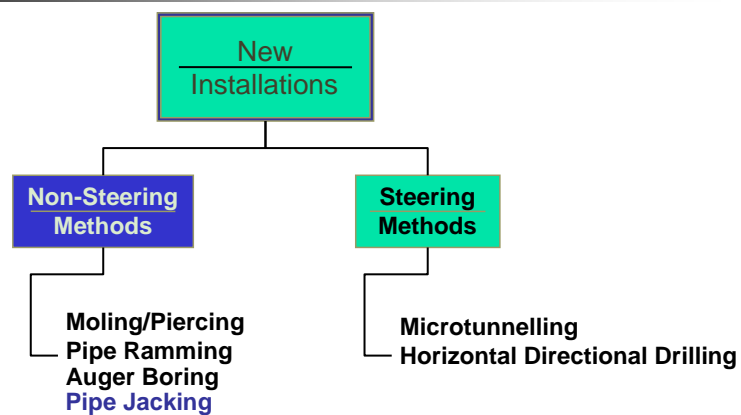 New
Installations
Non-Steering
Methods
Steering
Methods
Moling/Piercing
Pipe Ramming
Auger Boring
Pipe Jacking
Microtunnelling
Horizontal Directional Drilling